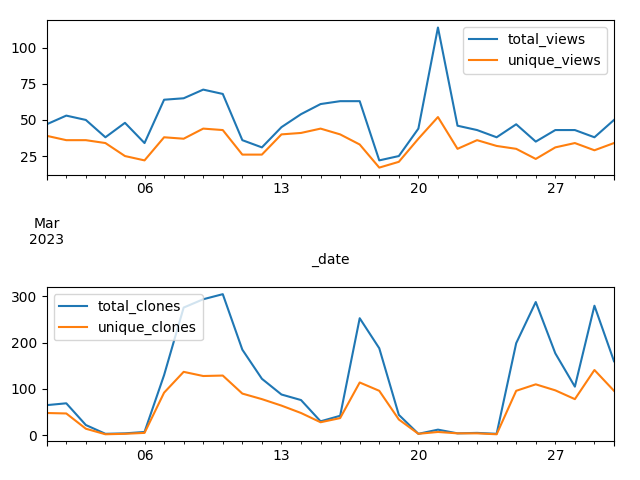 total_views
unique_views
100
75
50
25
06
13
20
27
Mar
2023
_date
total_clones
unique_clones
300
200
100
0
06
13
20
27